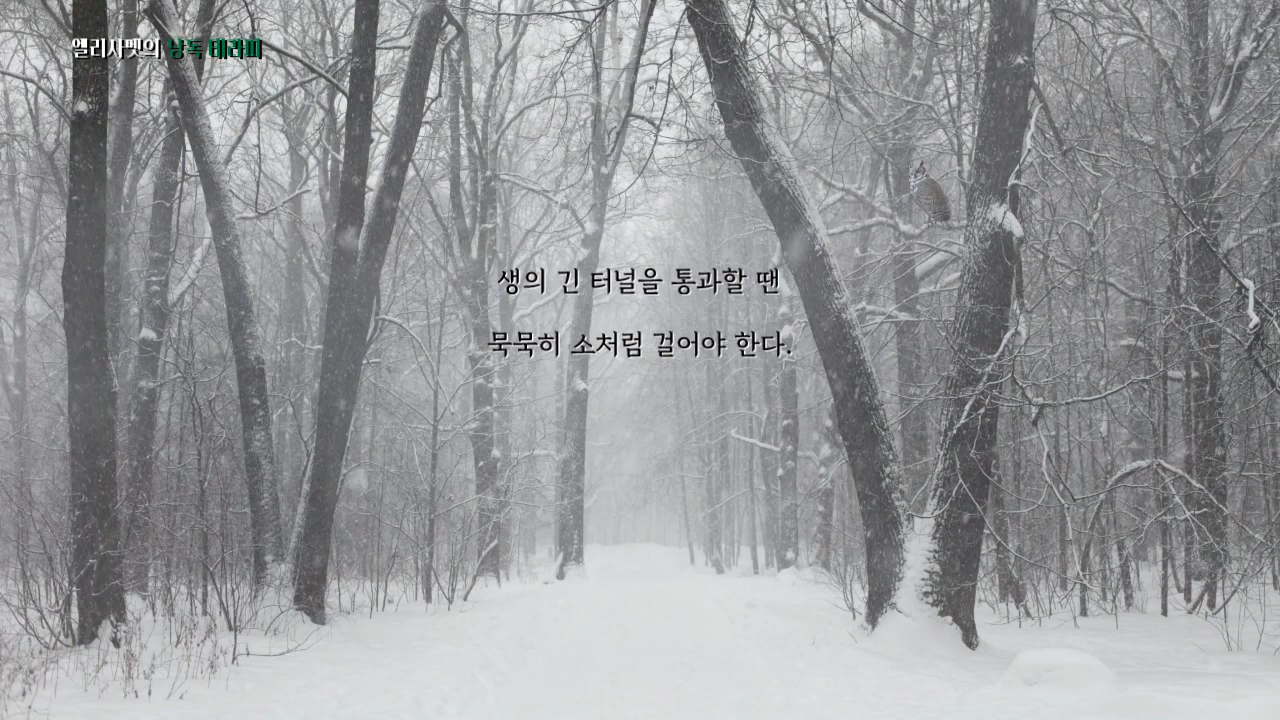 엘리사벳의 낭독 테라피
생의 긴 터널을 통과할 땐
묵묵히 소처럼 걸어야 한다.